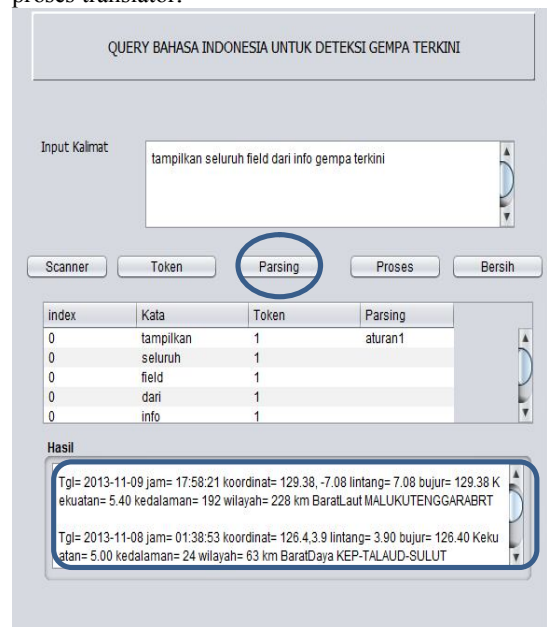 proses translator.
QUERY BAHASA INDONESIA UNTUK DETEKSI GEMPA TERKINI
Input Kalimat
tampilkan seluruh field dari info gempa terkini
Scanner Token Parsing Proses Bersih
index Kata Token Parsing
0 tampilkan 1 aturan1
0 seluruh 1
0 field 1
0 dari 1
0 info 1
Hasil
Tgl= 2013-11-09 jam= 17:58:21 koordinat= 129.38, -7.08 lintang= 7.08 bujur= 129.38 K
ekuatan= 5.40 kedalaman= 192 wilayah= 228 km BaratLaut MALUKUTENGGARABRT
Tgl= 2013-11-08 jam= 01:38:53 koordinat= 126.4,3.9 lintang= 3.90 bujur= 126.40 Keku
atan= 5.00 kedalaman= 24 wilayah= 63 km BaratDaya KEP-TALAUD-SULUT